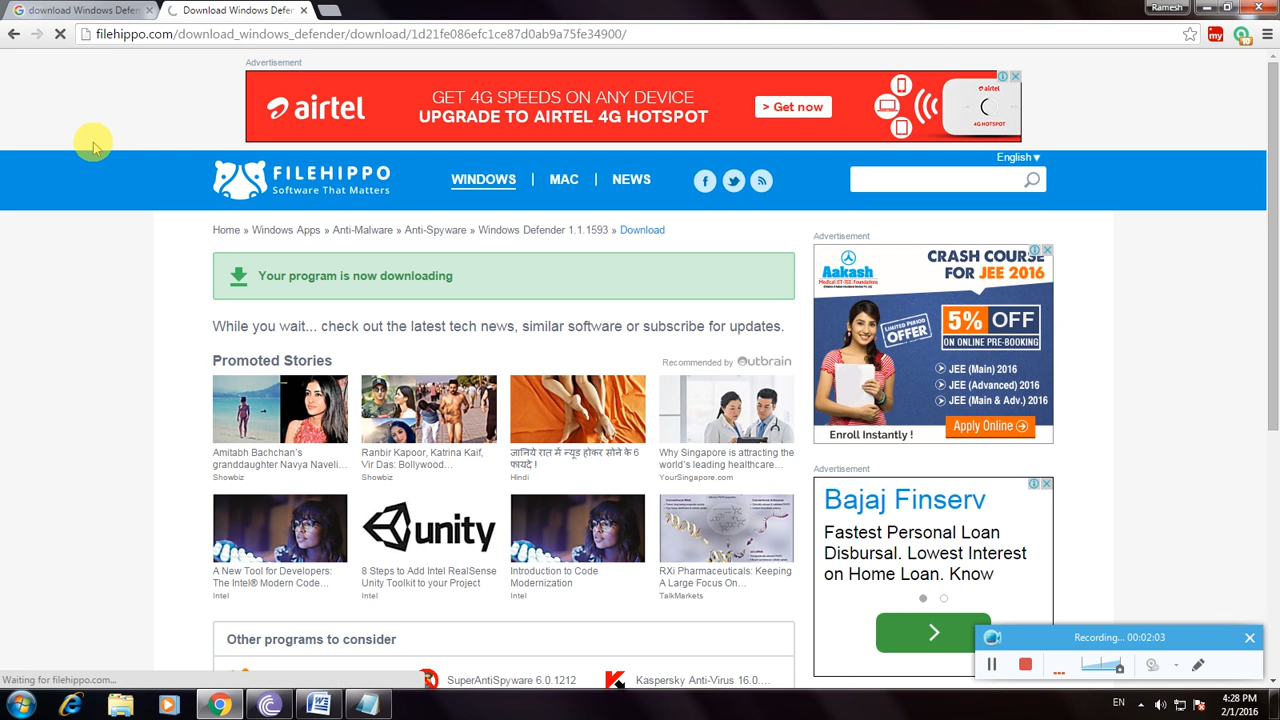 download Windows Defen
Download Windows Defen
Ramesh
filehippo.com/download_windows_defender/download/1d21fe086efc1ce87d0ab9a75fe34900/
my
10
Advertisement
airtel
GET 4G SPEEDS ON ANY DEVICE
UPGRADE TO AIRTEL 4G HOTSPOT
> Get now
airtel
4G HOTSPOT
English
FILEHIPPO
Software That Matters
WINDOWS
MAC
NEWS
Home » Windows Apps » Anti-Malware » Anti-Spyware » Windows Defender 1.1.1593 » Download
Your program is now downloading
While you wait... check out the latest tech news, similar software or subscribe for updates.
Promoted Stories
Recommended by Outbrain
Amitabh Bachchan's
granddaughter Navya Naveli...
Showbiz
Ranbir Kapoor, Katrina Kaif,
Vir Das: Bollywood...
Showbiz
जानिये रात में न्यूड होकर सोने के 6
फायदे !
Hindi
Why Singapore is attracting the
world's leading healthcare...
YourSingapore.com
unity
A New Tool for Developers:
The Intel® Modern Code...
Intel
8 Steps to Add Intel RealSense
Unity Toolkit to your Project
Intel
Introduction to Code
Modernization
Intel
RXi Pharmaceuticals: Keeping
A Large Focus On...
TalkMarkets
Other programs to consider
SuperAntiSpyware 6.0.1212
Kaspersky Anti-Virus 16.0....
Advertisement
Aakash
Medical IIT-JEE Foundations
CRASH COURSE
FOR JEE 2016
LIMITED PERIOD
OFFER
5% OFF
ON ONLINE PRE-BOOKING
JEE (Main) 2016
JEE (Advanced) 2016
JEE (Main & Adv.) 2016
Enroll Instantly !
Apply Online
Advertisement
Bajaj Finserv
Fastest Personal Loan
Disbursal. Lowest Interest
on Home Loan. Know
Recording... 00:02:03
Waiting for filehippo.com...
EN
4:28 PM
2/1/2016